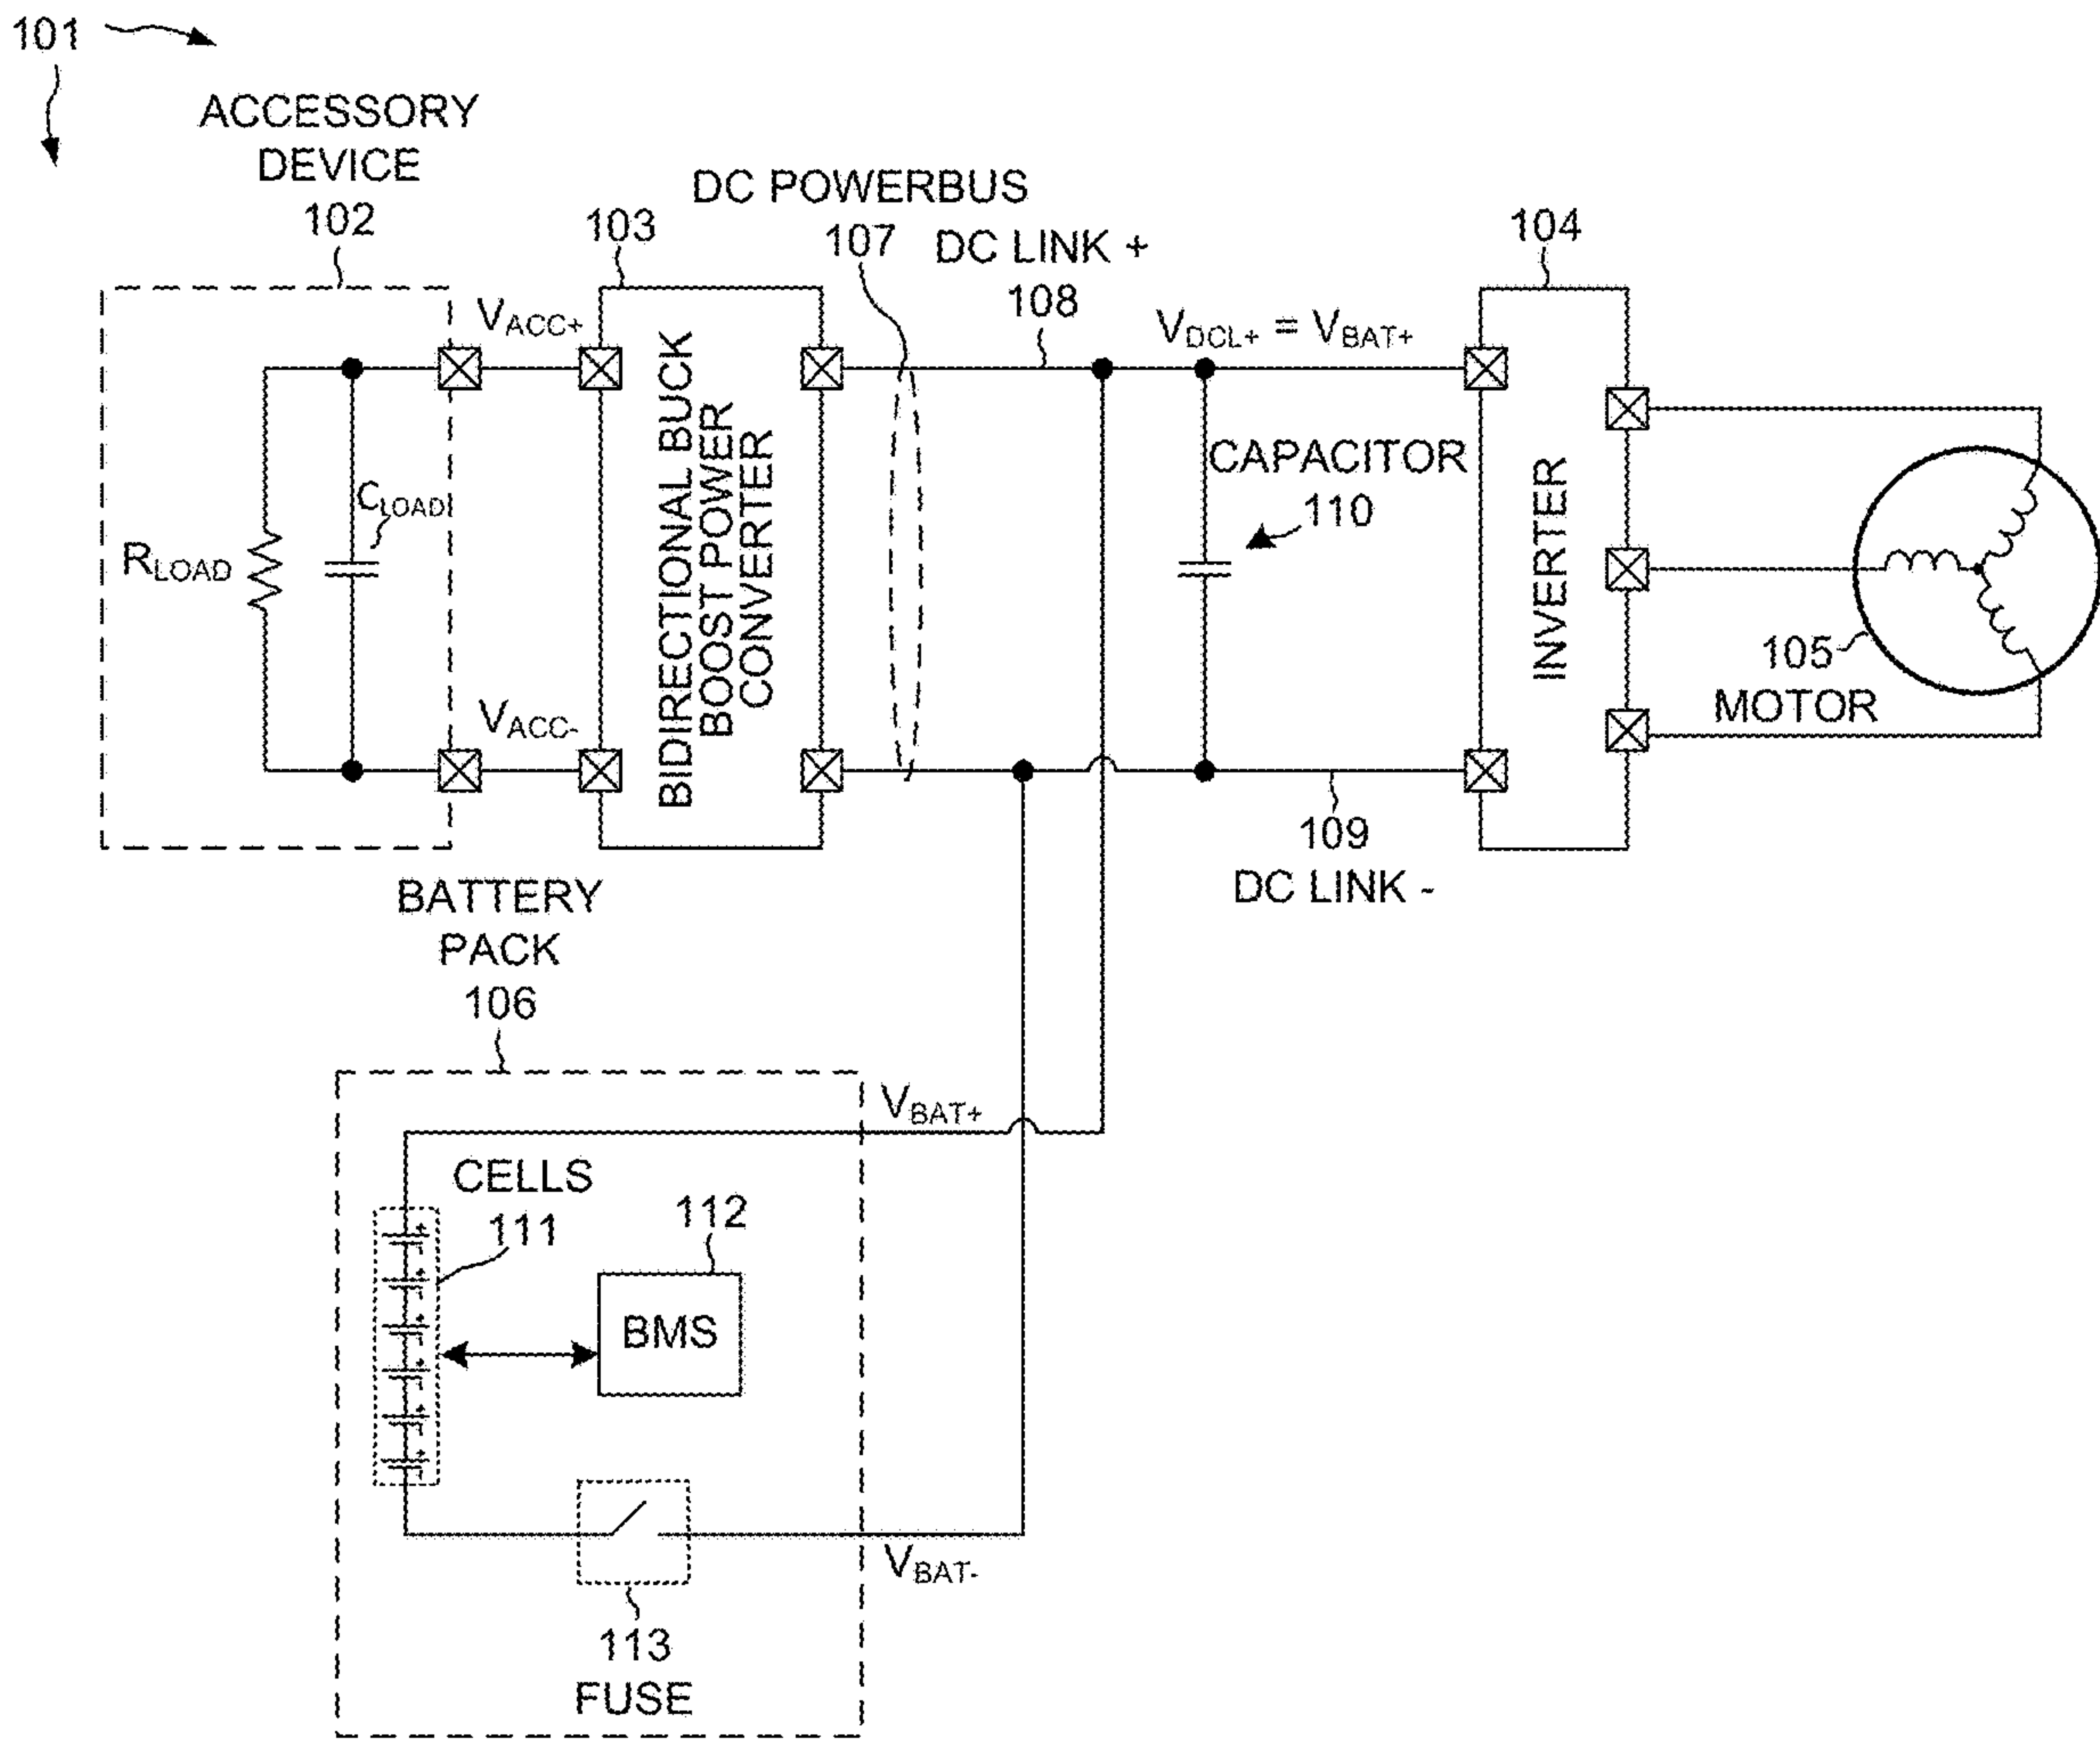 101
ACCESSORY
DEVICE
102
DC POWERBUS
107
DC LINK +
108
103
104
VACC+
VDCL+ = VBAT+
BIDIRECTIONAL BUCK
BOOST POWER
CONVERTER
CAPACITOR
110
CLOAD
RLOAD
INVERTER
105
MOTOR
VACC-
109
DC LINK -
BATTERY
PACK
106
VBAT+
CELLS
111
112
BMS
VBAT-
113
FUSE